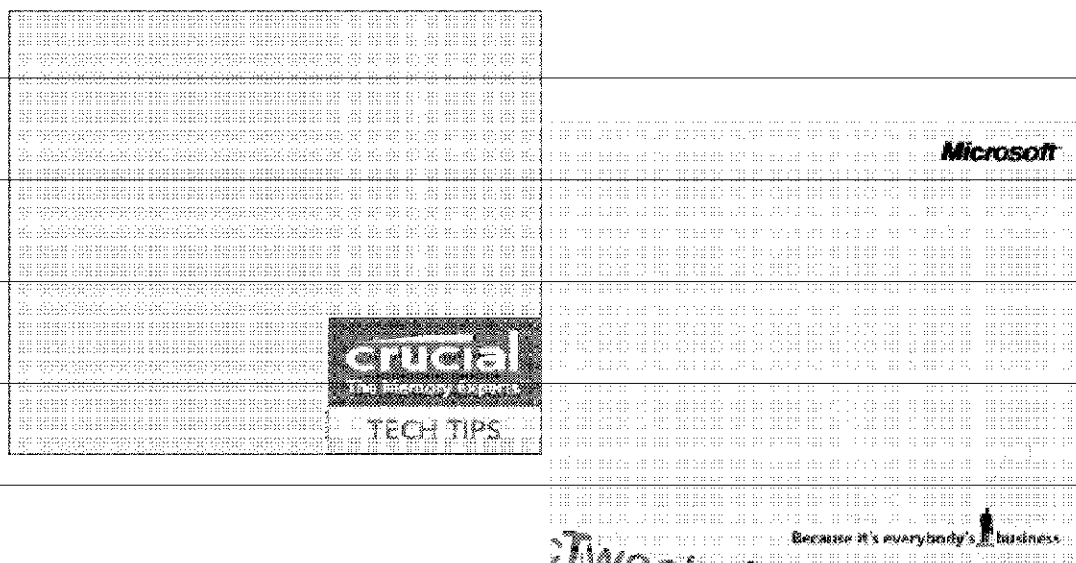 Microsoft
crucial
The Memory Experts
TECH TIPS
Because it's everybody's business